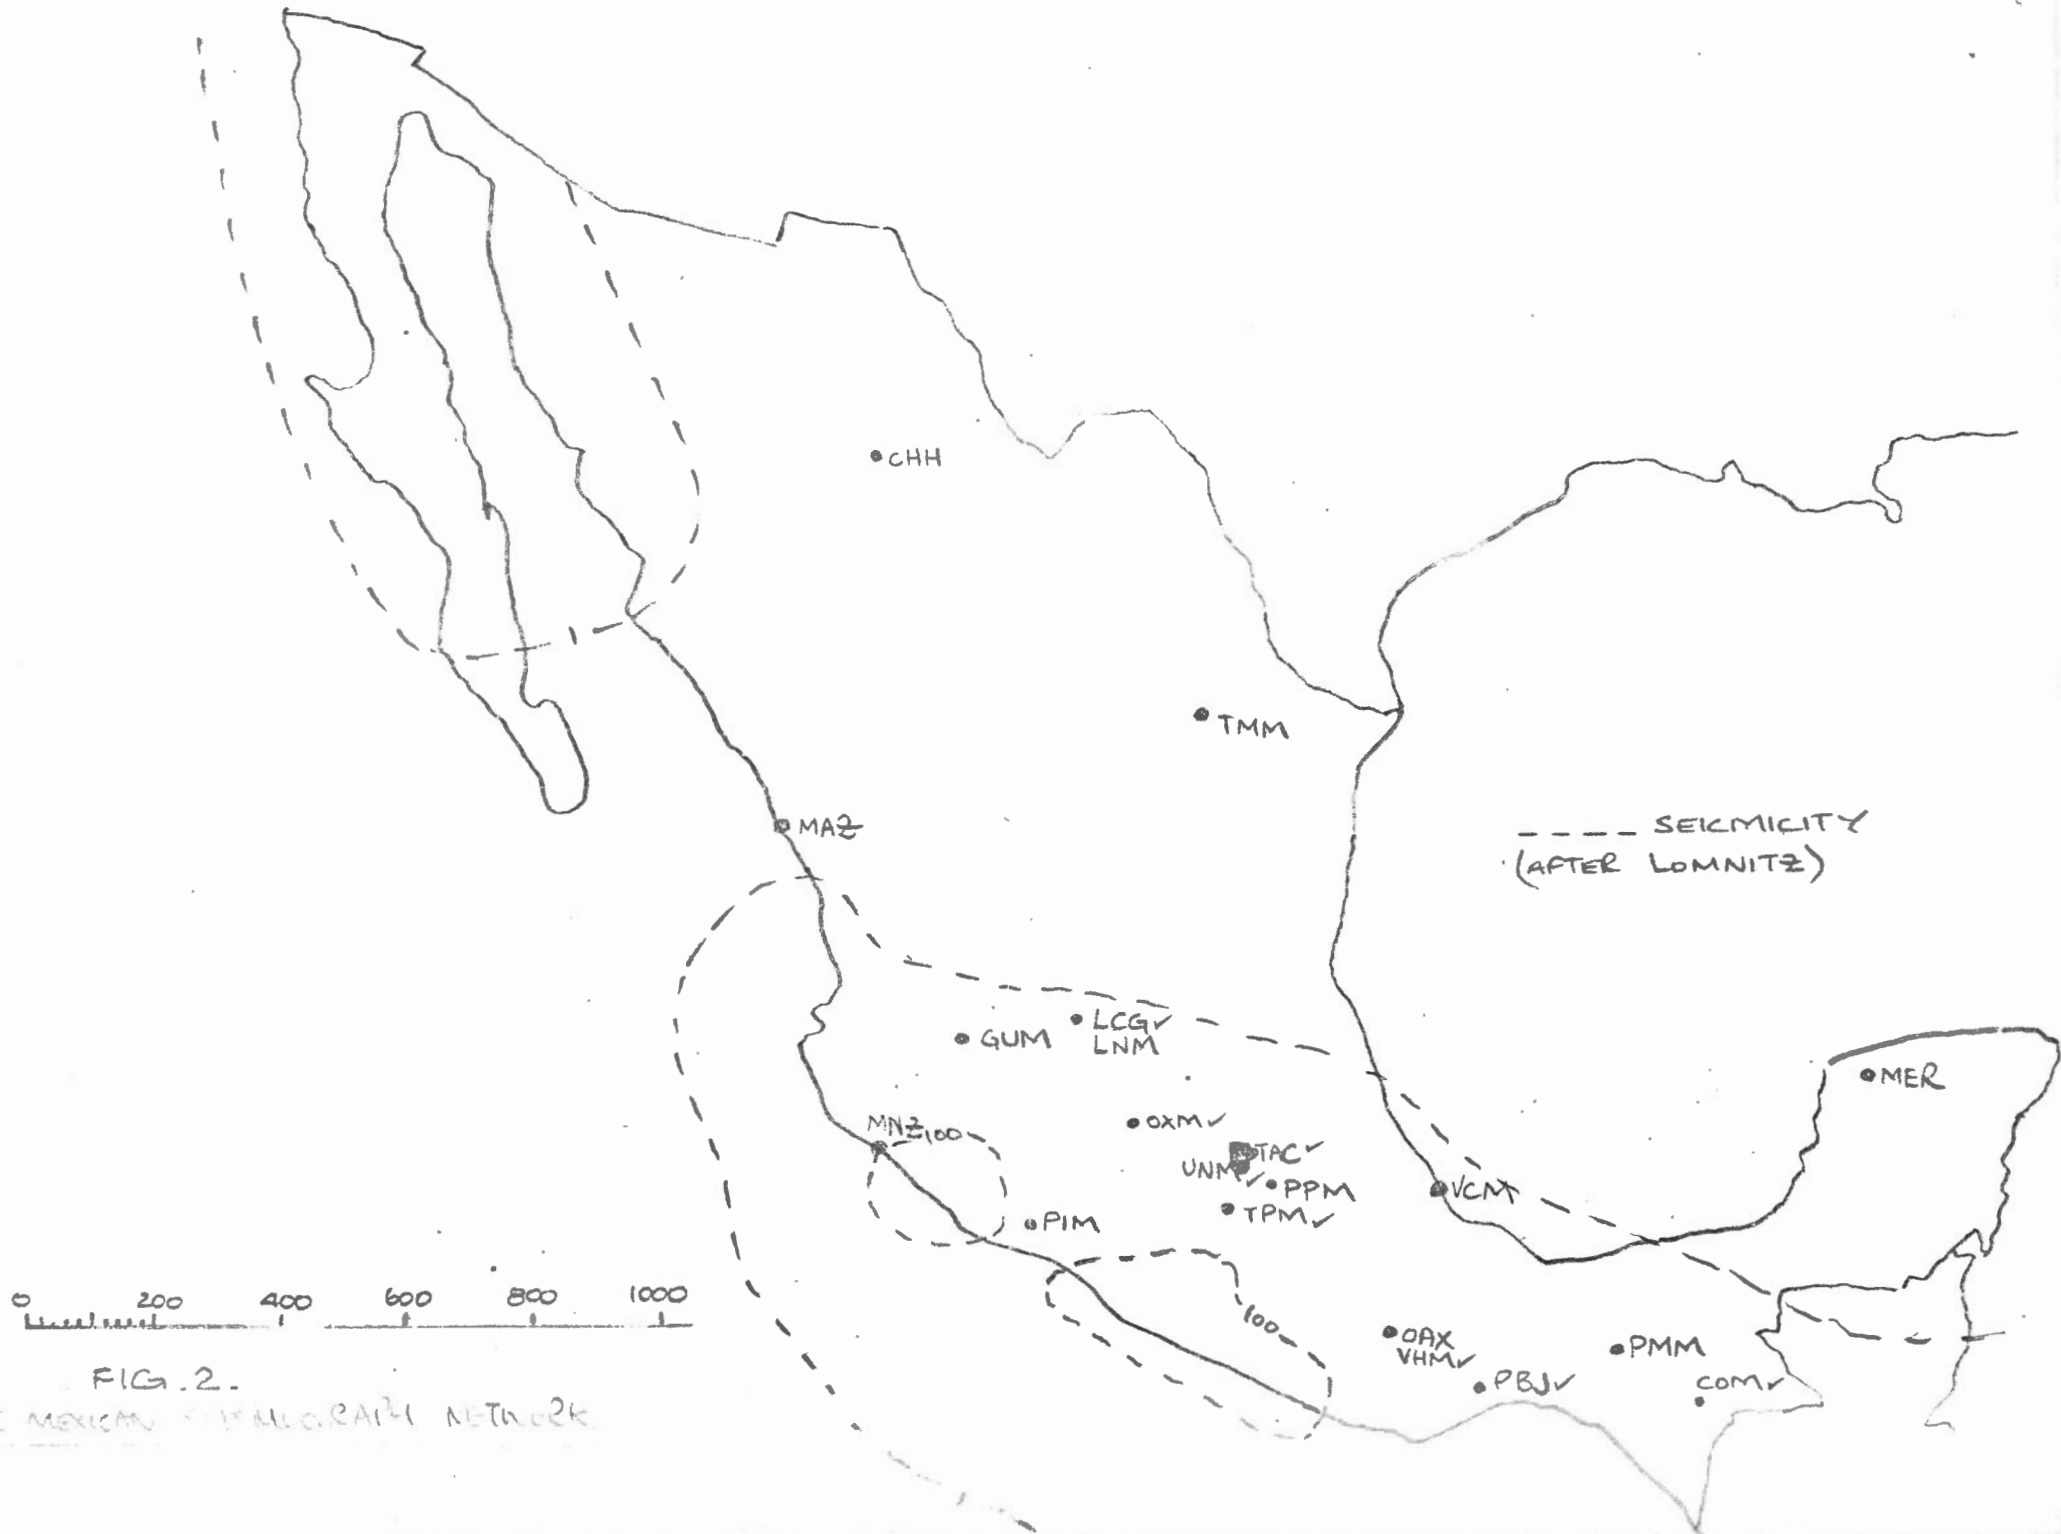 CHH
TMM
MAZ
---- SEICMICITY
(AFTER LOMNITZ)
LCG✓
GUM
LNM
MER
MNZ
100
OXM✓
TAC✓
UNM✓
PPM
VCM
TPM✓
PIM
0 200 400 600 800 1000
100
OAX
VHM✓
PMM
PBJ✓
COM✓
FIG. 2.
MEXICAN
NETWORK